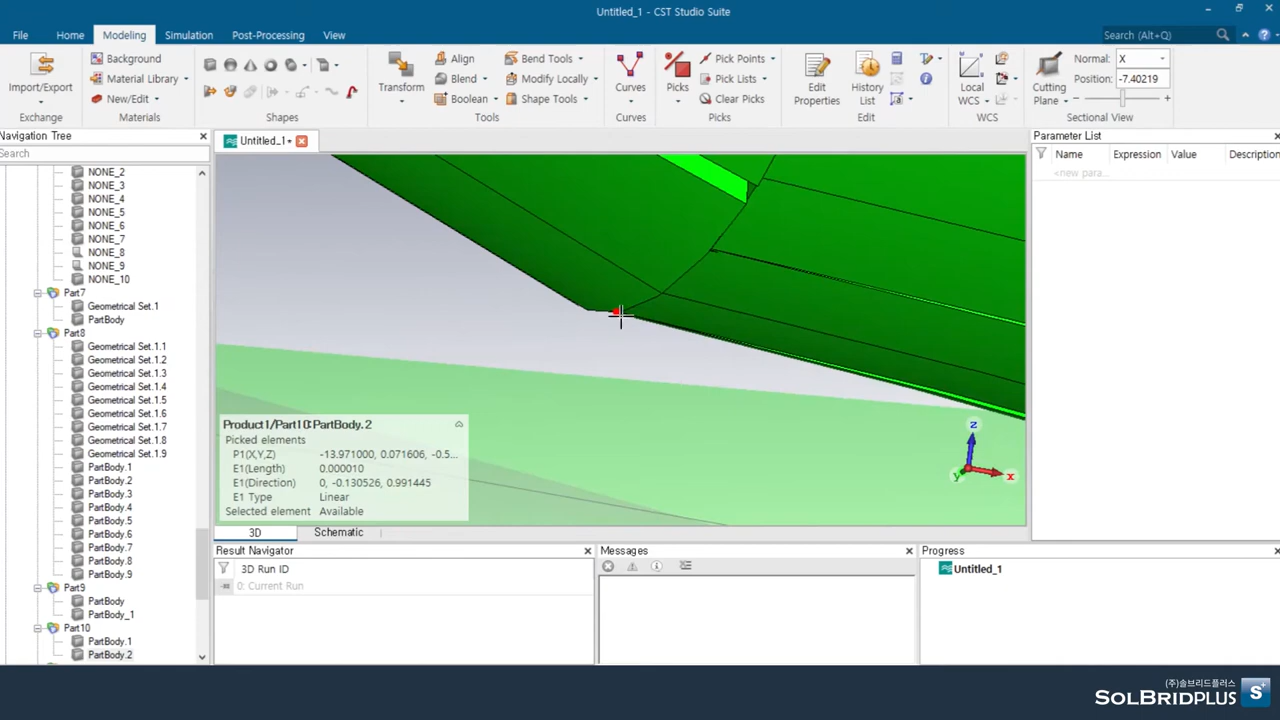 Untitled_1 - CST Studio Suite
File Home Modeling Simulation Post-Processing View Search (Alt+Q)
Import/Export
Exchange
Background
Material Library
New/Edit
Materials
Shapes
Transform
Align
Blend
Boolean
Bend Tools
Modify Locally
Shape Tools
Tools
Curves
Curves
Picks
Pick Points
Pick Lists
Clear Picks
Picks
Edit
Properties
History
List
Edit
Local
WCS
WCS
Cutting
Plane
Normal: X
Position: -7.40219
Sectional View
Navigation Tree
Search
NONE_2
NONE_3
NONE_4
NONE_5
NONE_6
NONE_7
NONE_8
NONE_9
NONE_10
Part7
Geometrical Set.1
PartBody
Part8
Geometrical Set.1.1
Geometrical Set.1.2
Geometrical Set.1.3
Geometrical Set.1.4
Geometrical Set.1.5
Geometrical Set.1.6
Geometrical Set.1.7
Geometrical Set.1.8
Geometrical Set.1.9
PartBody.1
PartBody.2
PartBody.3
PartBody.4
PartBody.5
PartBody.6
PartBody.7
PartBody.8
PartBody.9
Part9
PartBody
PartBody_1
Part10
PartBody.1
PartBody.2
Untitled_1*
Product1/Part10:PartBody.2
Picked elements
P1(X,Y,Z) -13.971000, 0.071606, -0.5...
E1(Length) 0.000010
E1(Direction) 0, -0.130526, 0.991445
E1 Type Linear
Selected element Available
z
y
x
3D Schematic
Parameter List
Name Expression Value Description
<new para...
Result Navigator
3D Run ID
0: Current Run
Messages
Progress
Untitled_1
(주)솔브리드플러스
SOLBRIDPLUS
S+